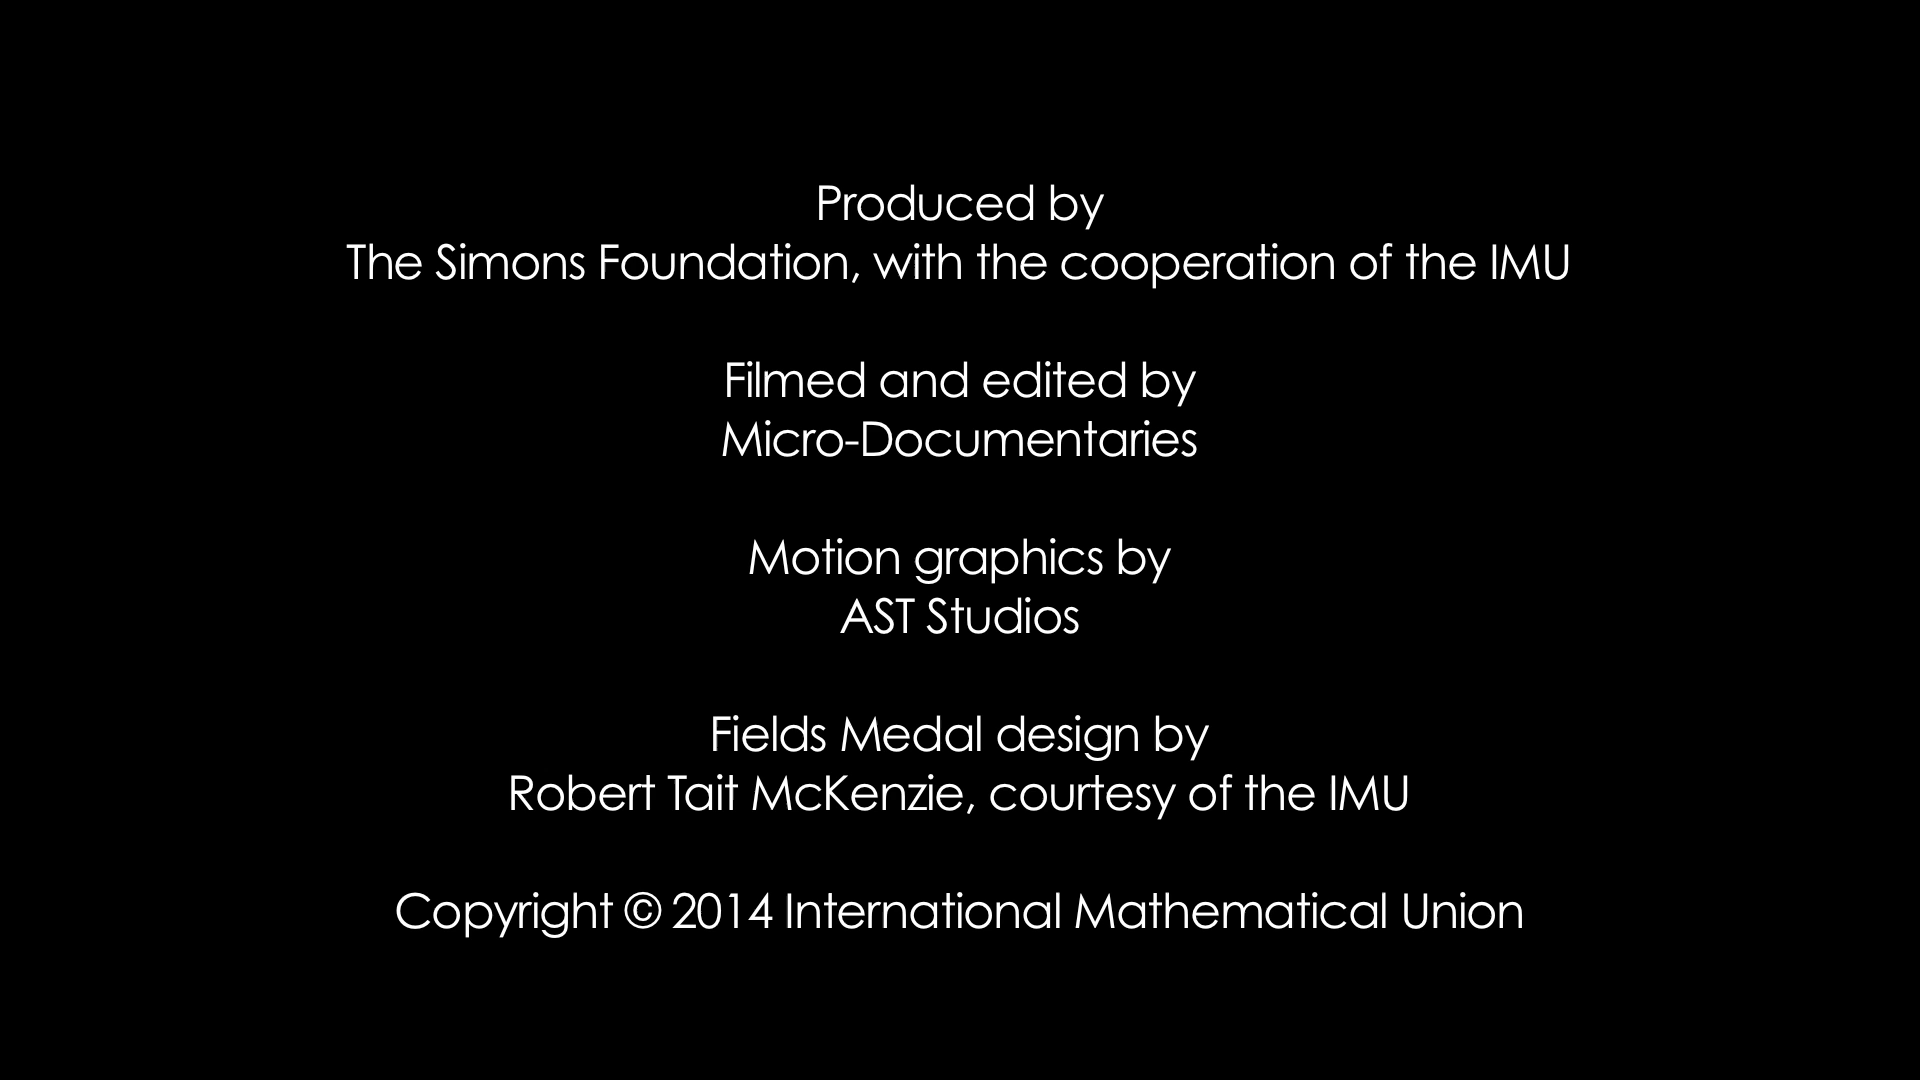 Produced by
The Simons Foundation, with the cooperation of the IMU
Filmed and edited by
Micro-Documentaries
Motion graphics by
AST Studios
Fields Medal design by
Robert Tait McKenzie, courtesy of the IMU
Copyright © 2014 International Mathematical Union